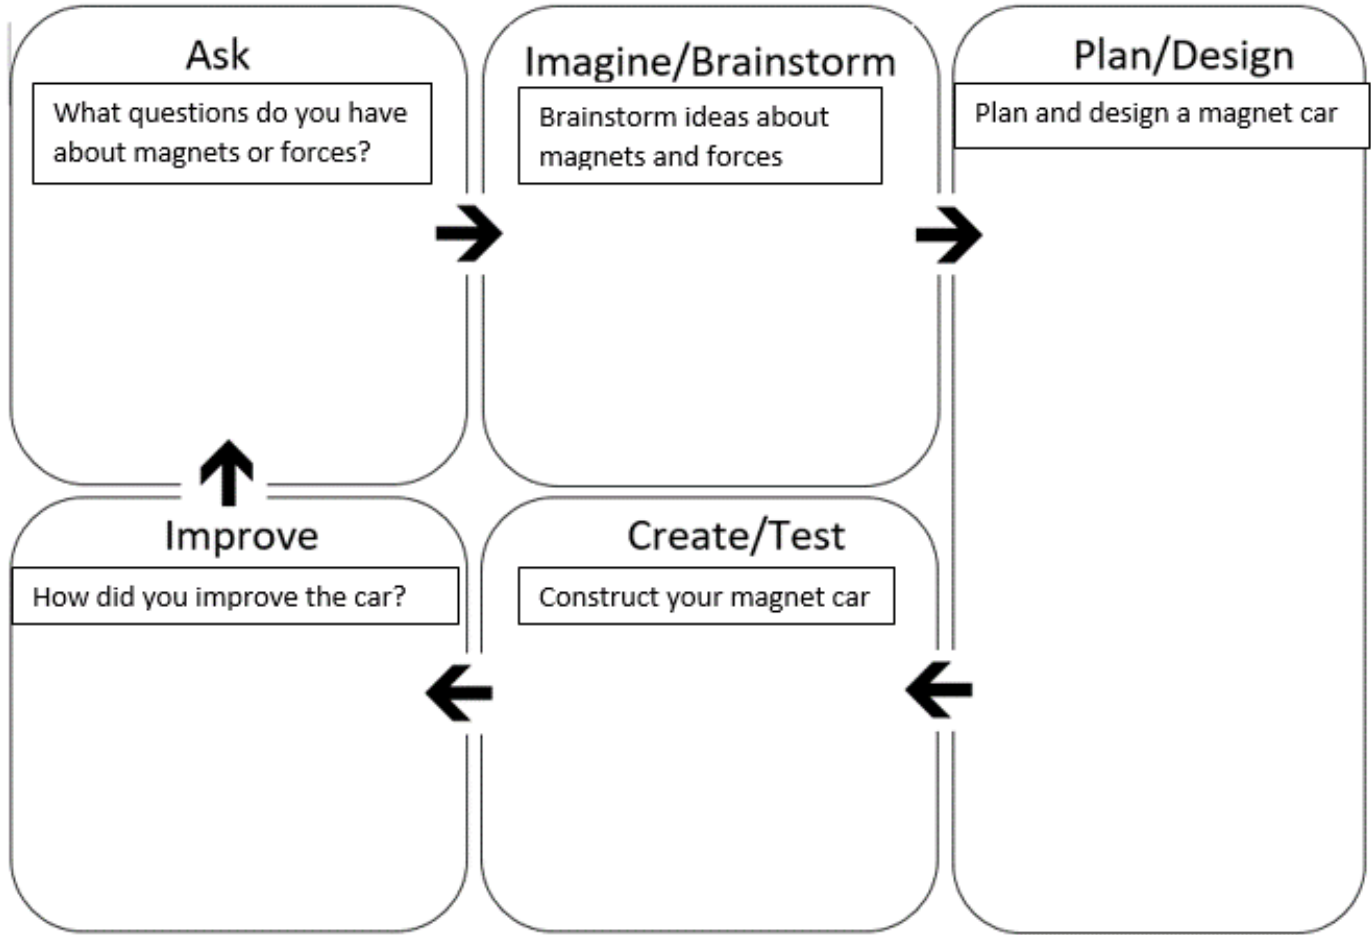 Ask
What questions do you have
about magnets or forces?
Imagine/Brainstorm
Brainstorm ideas about
magnets and forces
Plan/Design
Plan and design a magnet car
Create/Test
Construct your magnet car
Improve
How did you improve the car?